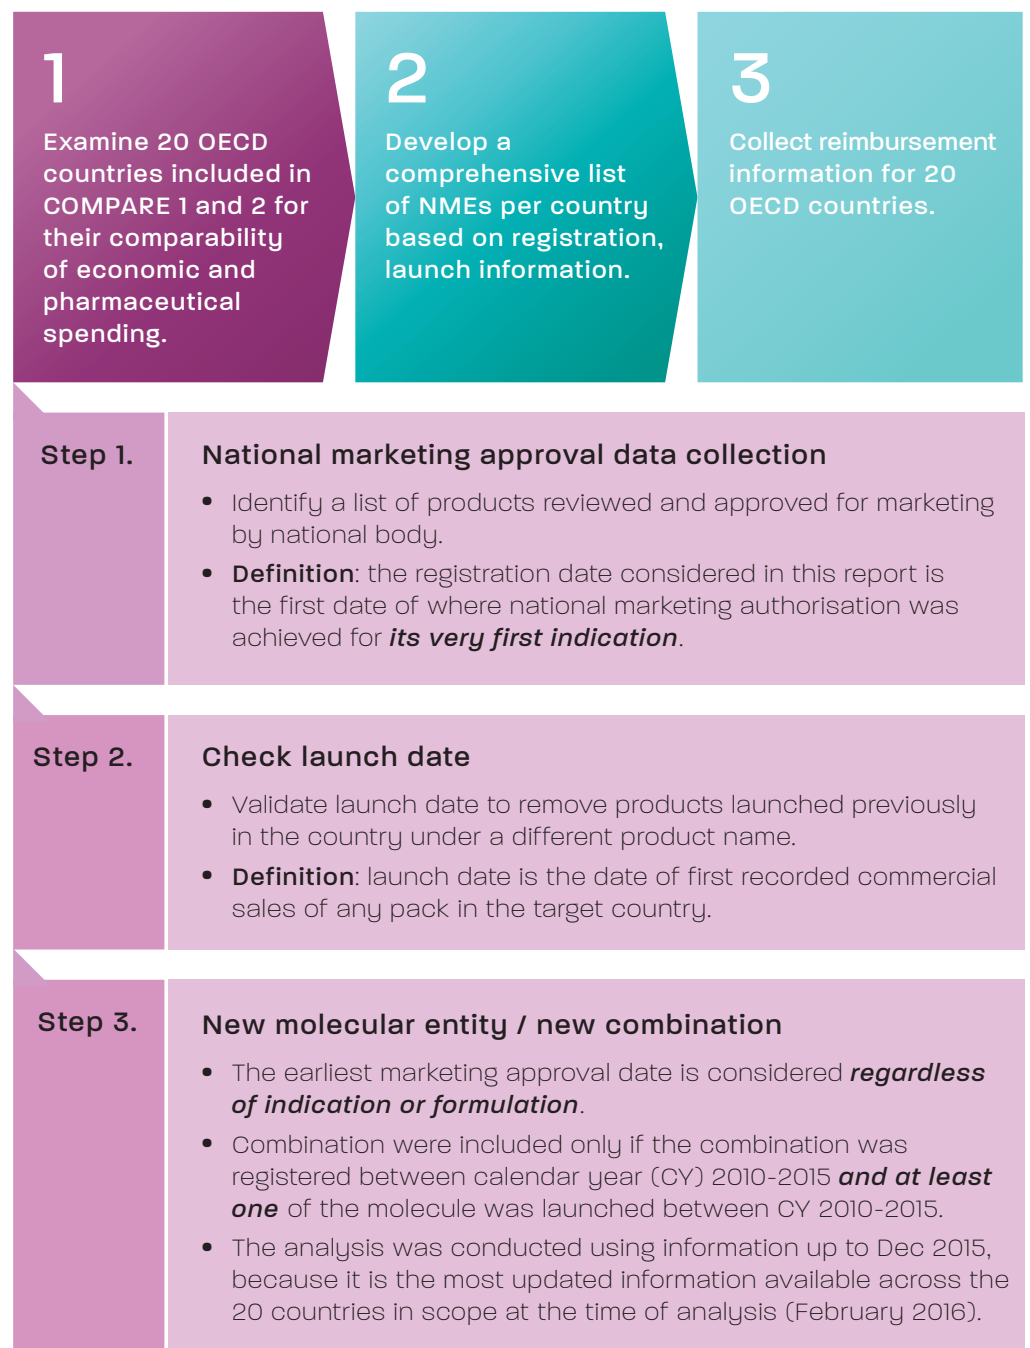 1
Examine 20 OECD
countries included in
COMPARE 1 and 2 for
their comparability
of economic and
pharmaceutical
spending.
2
Develop a
comprehensive list
of NMEs per country
based on registration,
launch information.
3
Collect reimbursement
information for 20
OECD countries.
Step 1.
National marketing approval data collection
• Identify a list of products reviewed and approved for marketing
by national body.
• Definition: the registration date considered in this report is
the first date of where national marketing authorisation was
achieved for its very first indication.
Step 2.
Check launch date
• Validate launch date to remove products launched previously
in the country under a different product name.
• Definition: launch date is the date of first recorded commercial
sales of any pack in the target country.
Step 3.
New molecular entity / new combination
• The earliest marketing approval date is considered regardless
of indication or formulation.
• Combination were included only if the combination was
registered between calendar year (CY) 2010-2015 and at least
one of the molecule was launched between CY 2010-2015.
• The analysis was conducted using information up to Dec 2015,
because it is the most updated information available across the
20 countries in scope at the time of analysis (February 2016).